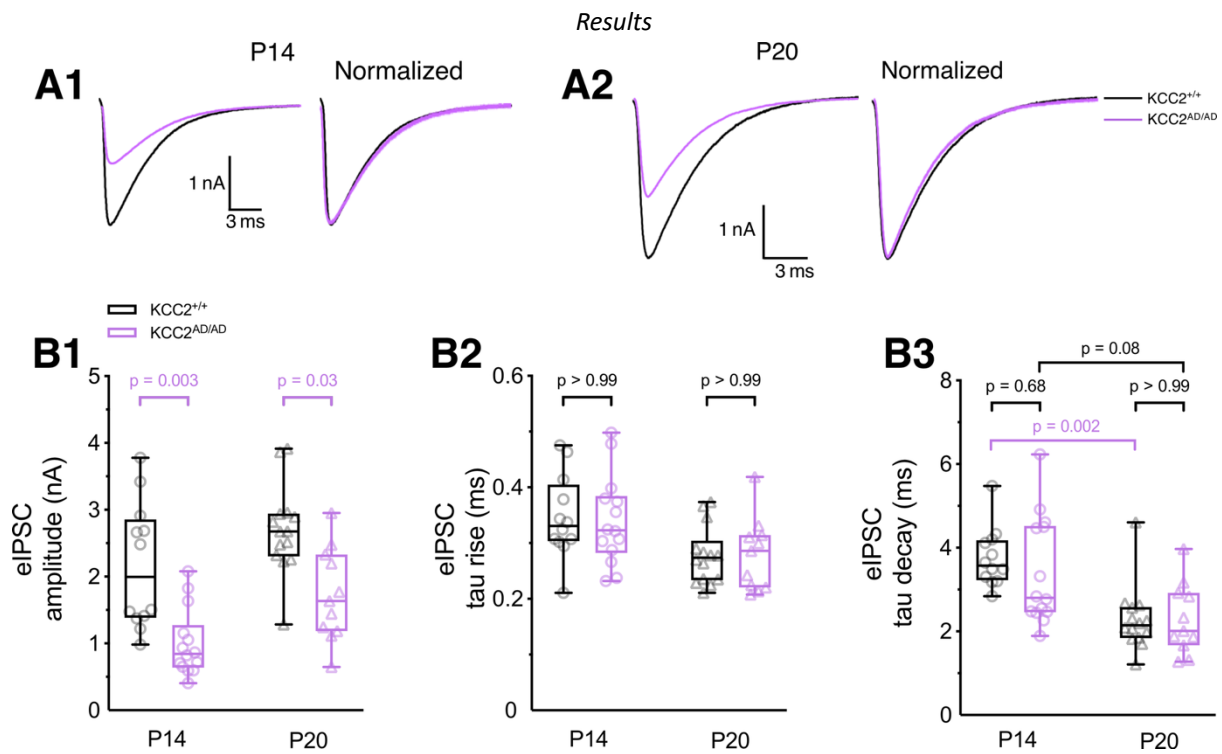 Results
P14
P20
A1
Normalized
A2
Normalized
KCC2+/+
KCC2AD/AD
1 nA
3 ms
1 nA
3 ms
KCC2+/+
KCC2AD/AD
B1
B2
B3
p = 0.003
p = 0.03
p > 0.99
p > 0.99
p = 0.08
p = 0.68
p > 0.99
p = 0.002
eIPSC
amplitude (nA)
5
4
3
2
1
0
P14
P20
eIPSC
tau rise (ms)
0.6
0.4
0.2
0
P14
P20
eIPSC
tau decay (ms)
8
6
4
2
0
P14
P20